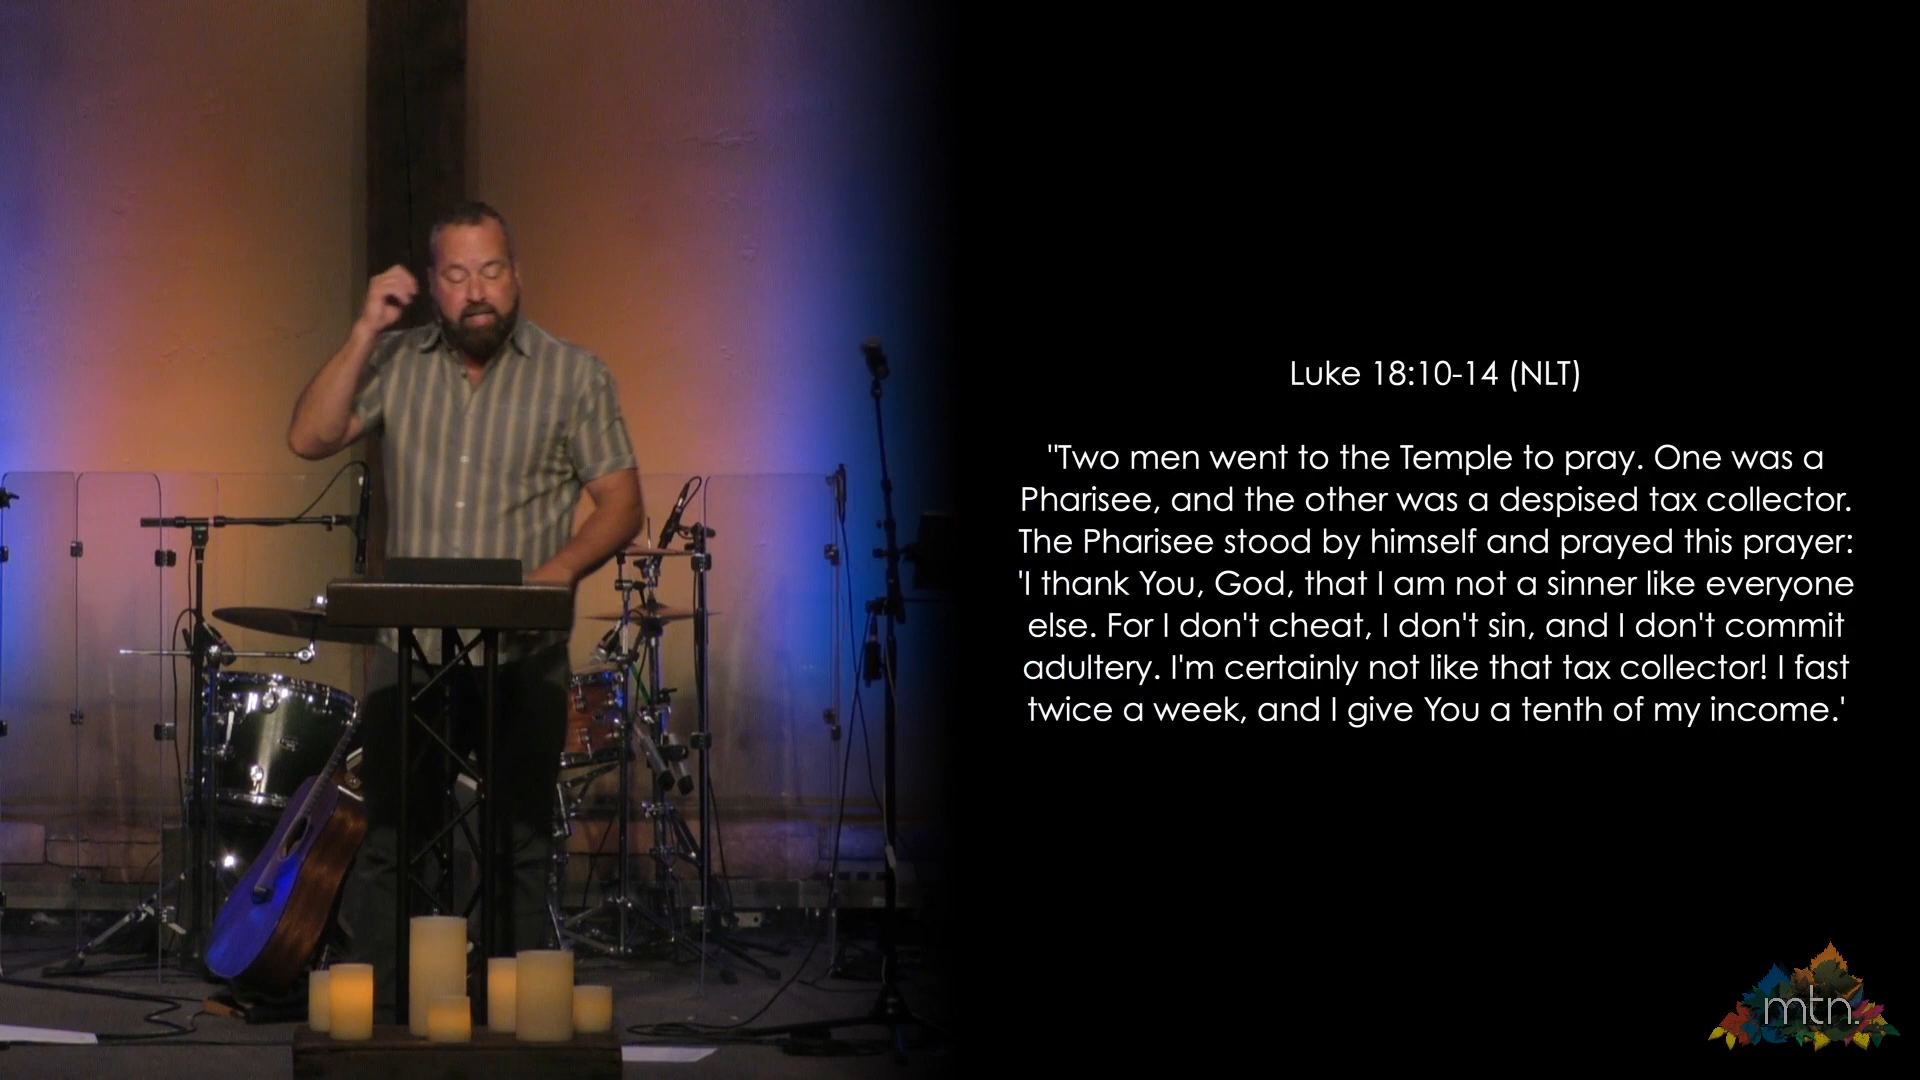 Luke 18:10-14 (NLT)
"Two men went to the Temple to pray. One was a
Pharisee, and the other was a despised tax collector.
The Pharisee stood by himself and prayed this prayer:
'I thank You, God, that I am not a sinner like everyone
else. For I don't cheat, I don't sin, and I don't commit
adultery. I'm certainly not like that tax collector! I fast
twice a week, and I give You a tenth of my income.'
mtn.